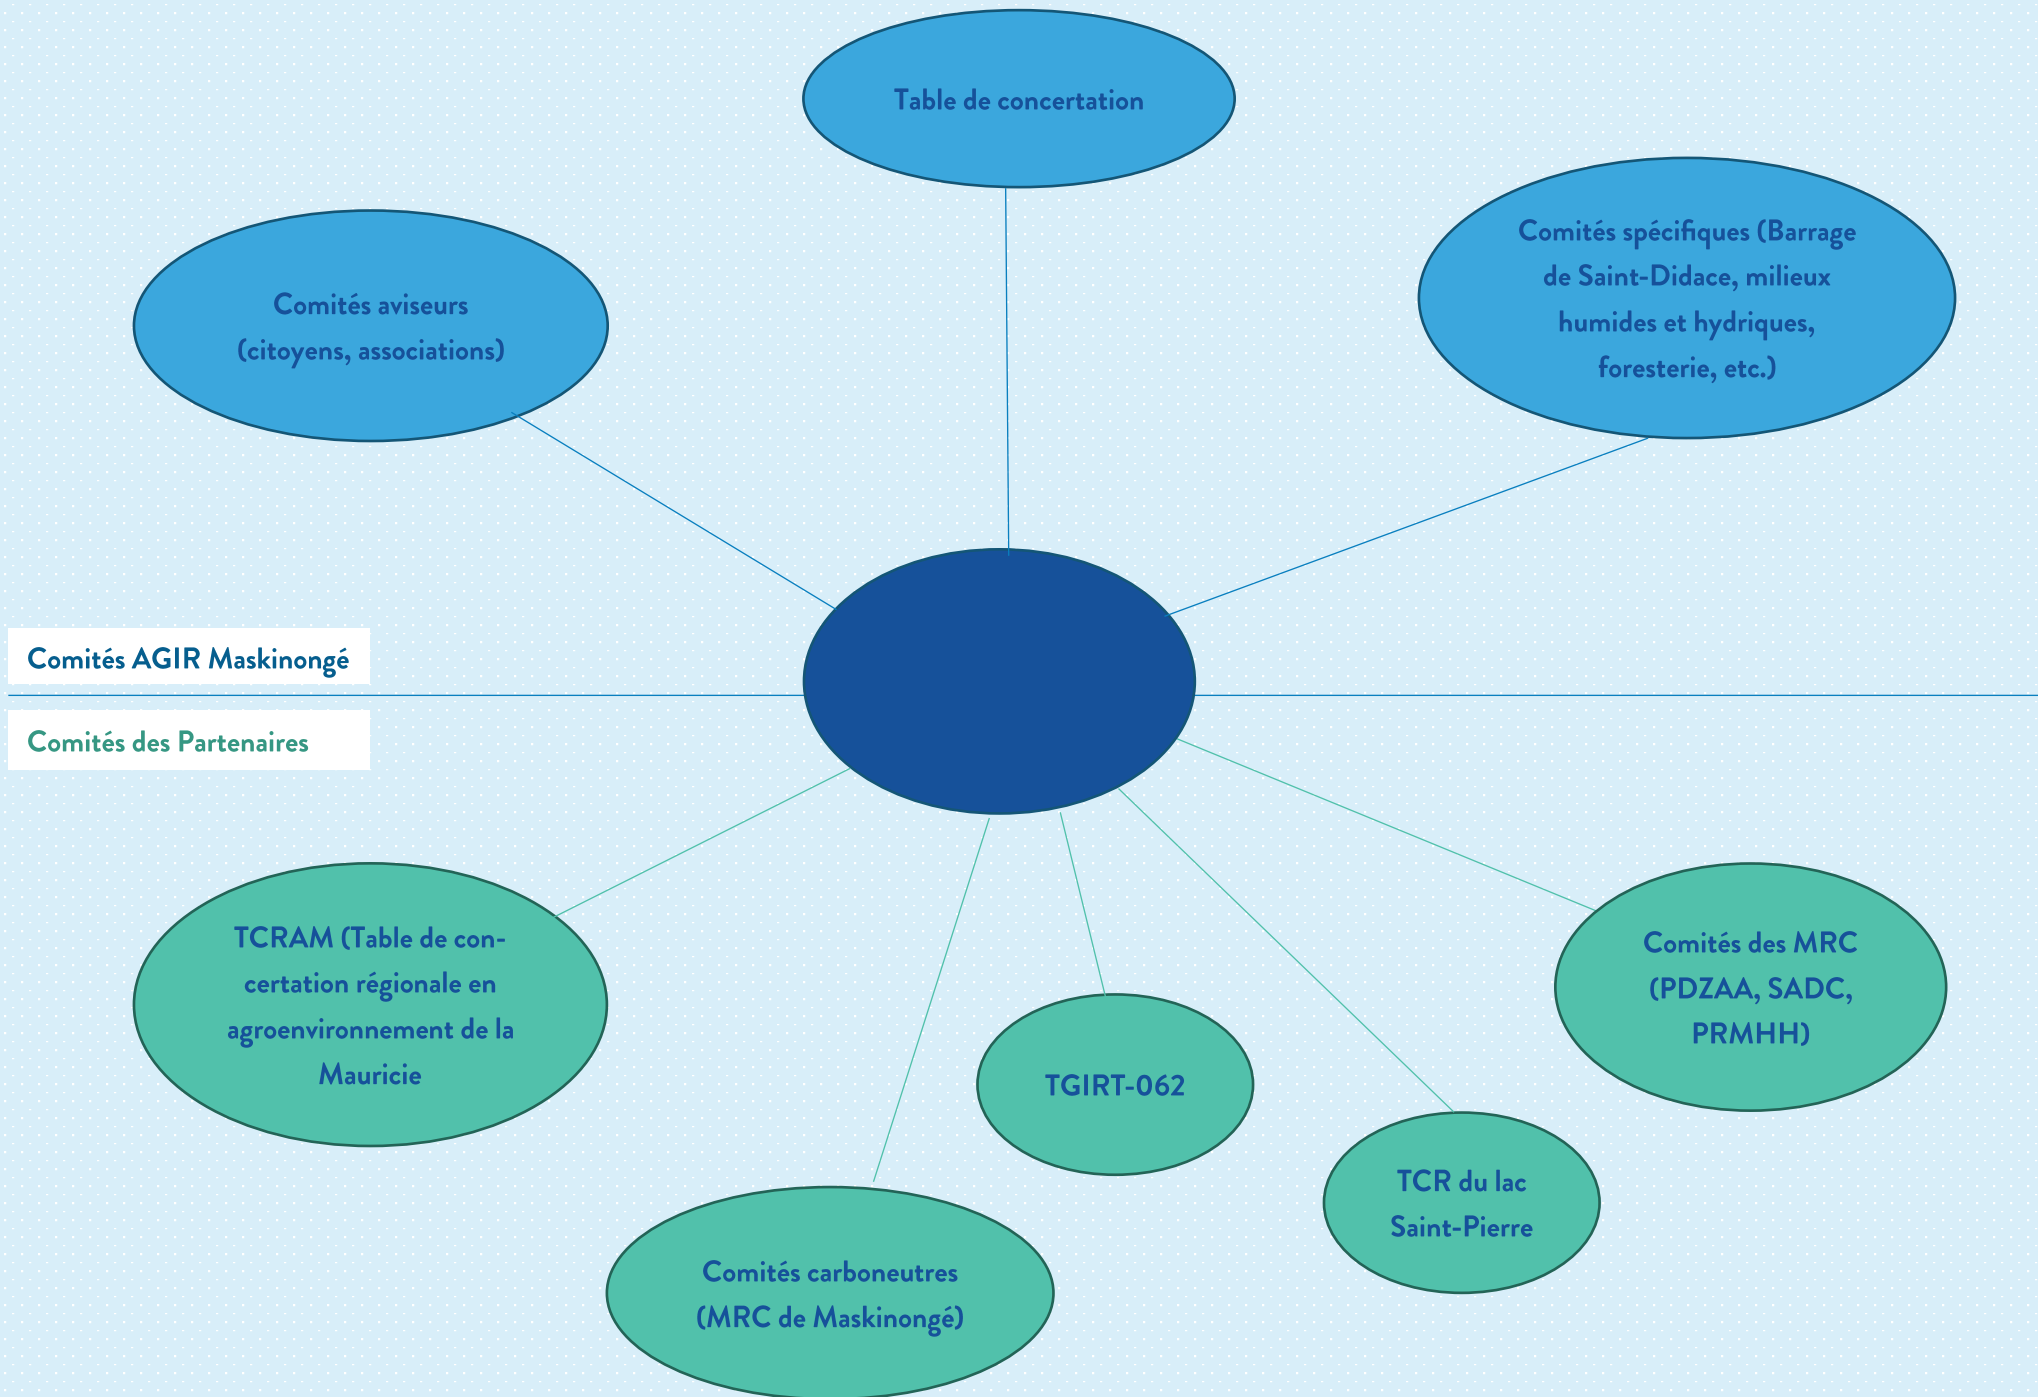 Table de concertation
Comités aviseurs
(citoyens, associations)
Comités spécifiques (Barrage
de Saint-Didace, milieux
humides et hydriques,
foresterie, etc.)
Comités AGIR Maskinongé
Comités des Partenaires
TCRAM (Table de con-
certation régionale en
agroenvironnement de la
Mauricie
Comités carboneutres
(MRC de Maskinongé)
TGIRT-062
TCR du lac
Saint-Pierre
Comités des MRC
(PDZAA, SADC,
PRMHH)